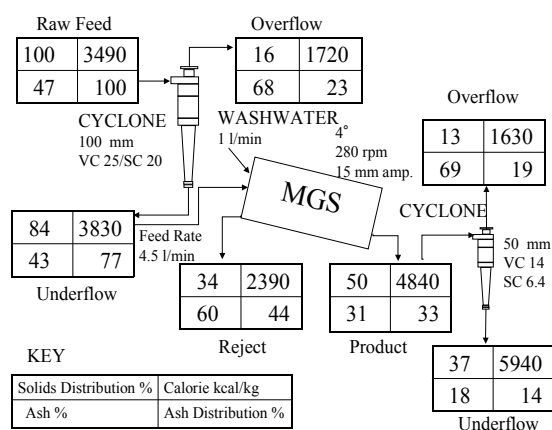 Raw Feed
100 3490
47 100
Overflow
16 1720
68 23
CYCLONE
100 mm
VC 25/SC 20
WASHWATER
1 l/min
4°
280 rpm
15 mm amp.
MGS
Overflow
13 1630
69 19
CYCLONE
50 mm
VC 14
SC 6.4
84 3830
43 77
Underflow
Feed Rate
4.5 l/min
34 2390
60 44
Reject
50 4840
31 33
Product
37 5940
18 14
Underflow
KEY
Solids Distribution % Calorie kcal/kg
Ash % Ash Distribution %